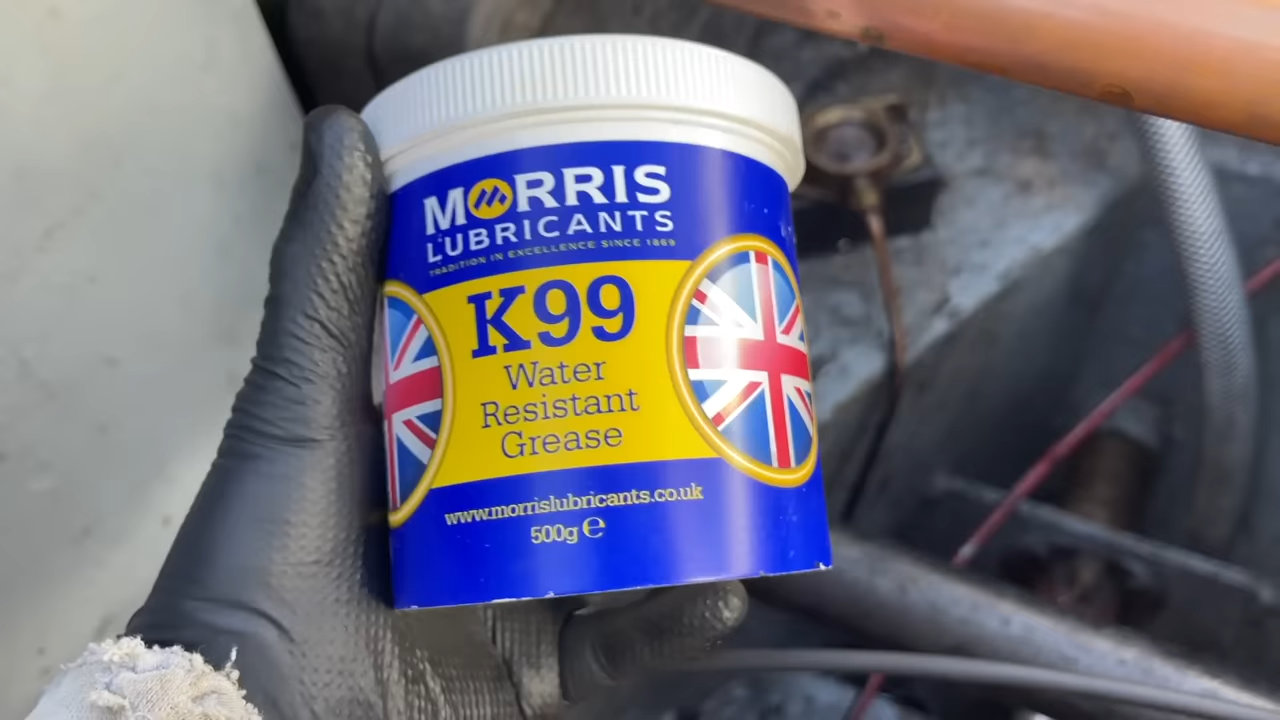 MORRIS
LUBRICANTS
TRADITION IN EXCELLENCE SINCE 1869
K99
Water
Resistant
Grease
www.morrislubricants.co.uk
500g ℮